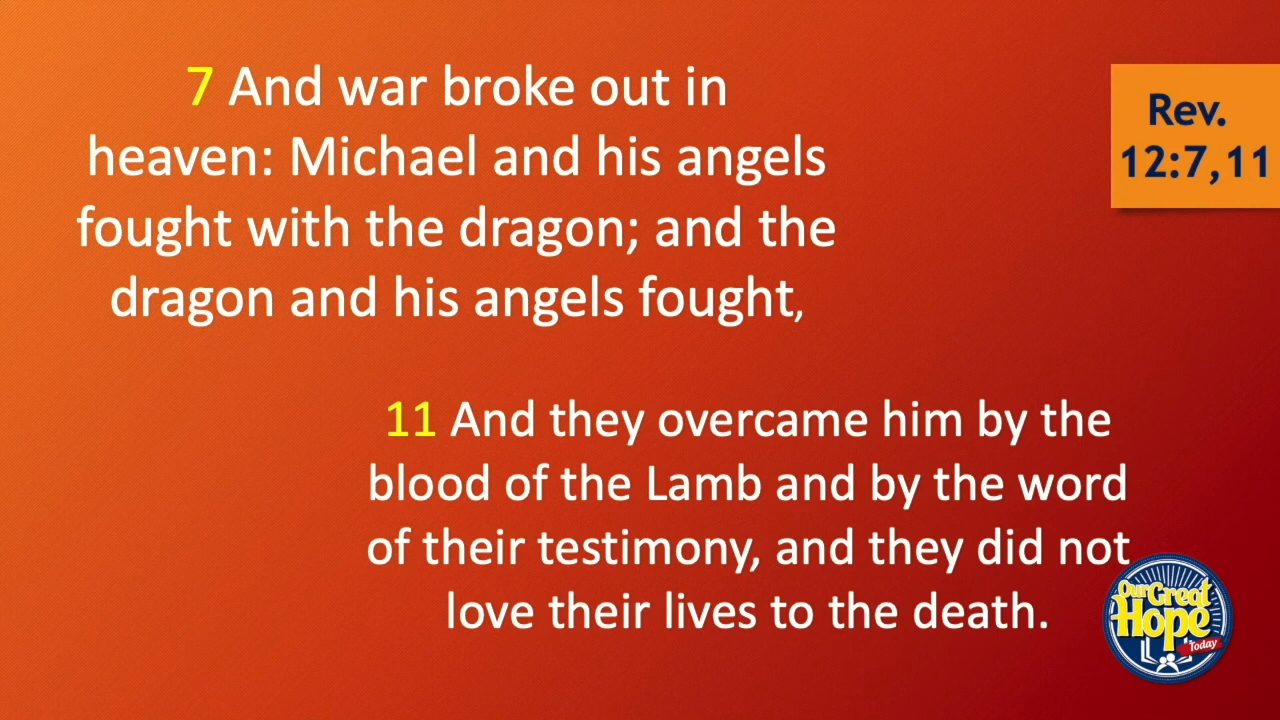 7 And war broke out in
heaven: Michael and his angels
fought with the dragon; and the
dragon and his angels fought,
Rev.
12:7,11
11 And they overcame him by the
blood of the Lamb and by the word
of their testimony, and they did not
love their lives to the death.
Our Great
Hope
Today